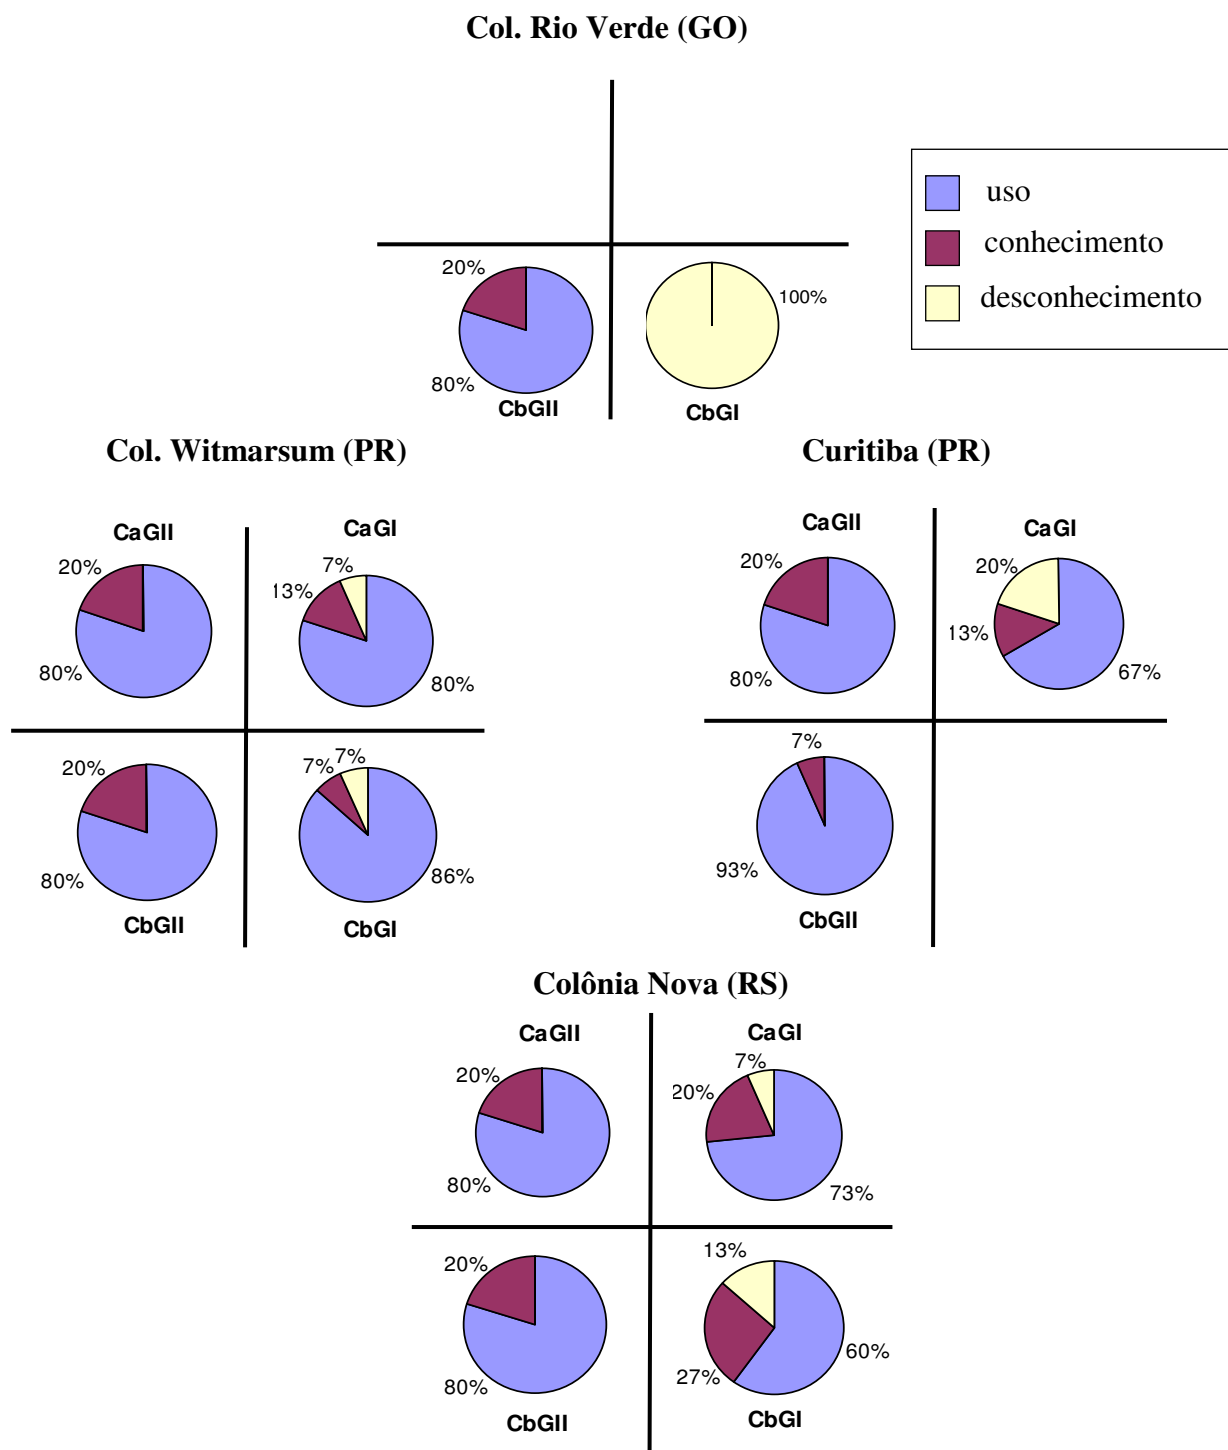 Col. Rio Verde (GO)
uso
conhecimento
desconhecimento
20%
80%
CbGII
100%
CbGI
Col. Witmarsum (PR)
CaGII
20%
80%
CaGI
7%
13%
80%
20%
80%
CbGII
7%
7%
86%
CbGI
Curitiba (PR)
CaGII
20%
80%
CaGI
20%
13%
67%
7%
93%
CbGII
Colônia Nova (RS)
CaGII
20%
80%
CaGI
7%
20%
73%
20%
80%
CbGII
13%
27%
60%
CbGI